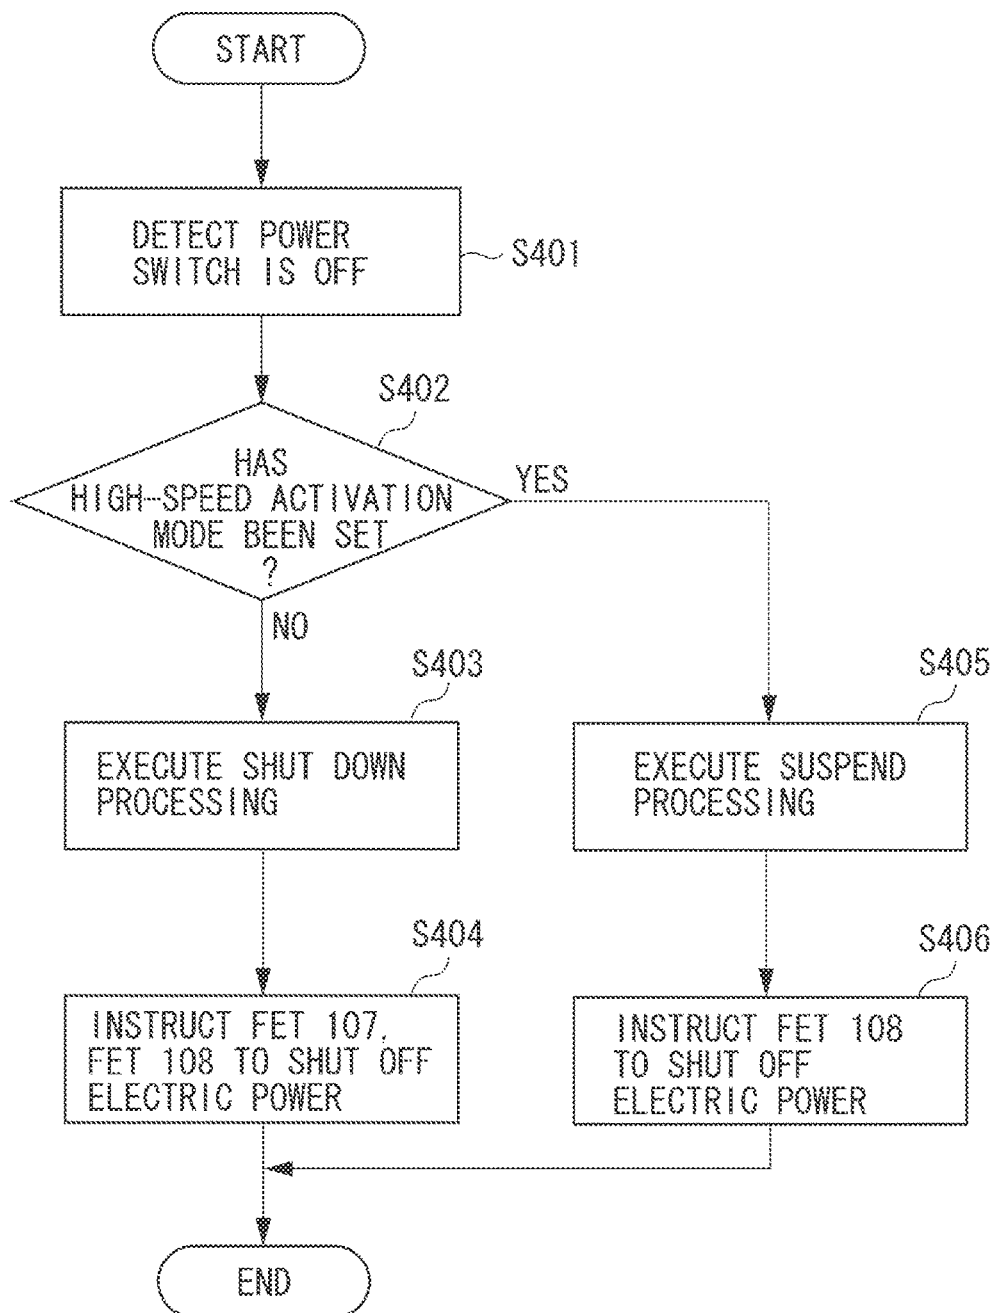 START
DETECT POWER
SWITCH IS OFF
S401
S402
HAS
HIGH-SPEED ACTIVATION
MODE BEEN SET
?
YES
NO
S403
EXECUTE SHUT DOWN
PROCESSING
S405
EXECUTE SUSPEND
PROCESSING
S404
INSTRUCT FET 107,
FET 108 TO SHUT OFF
ELECTRIC POWER
S406
INSTRUCT FET 108
TO SHUT OFF
ELECTRIC POWER
END